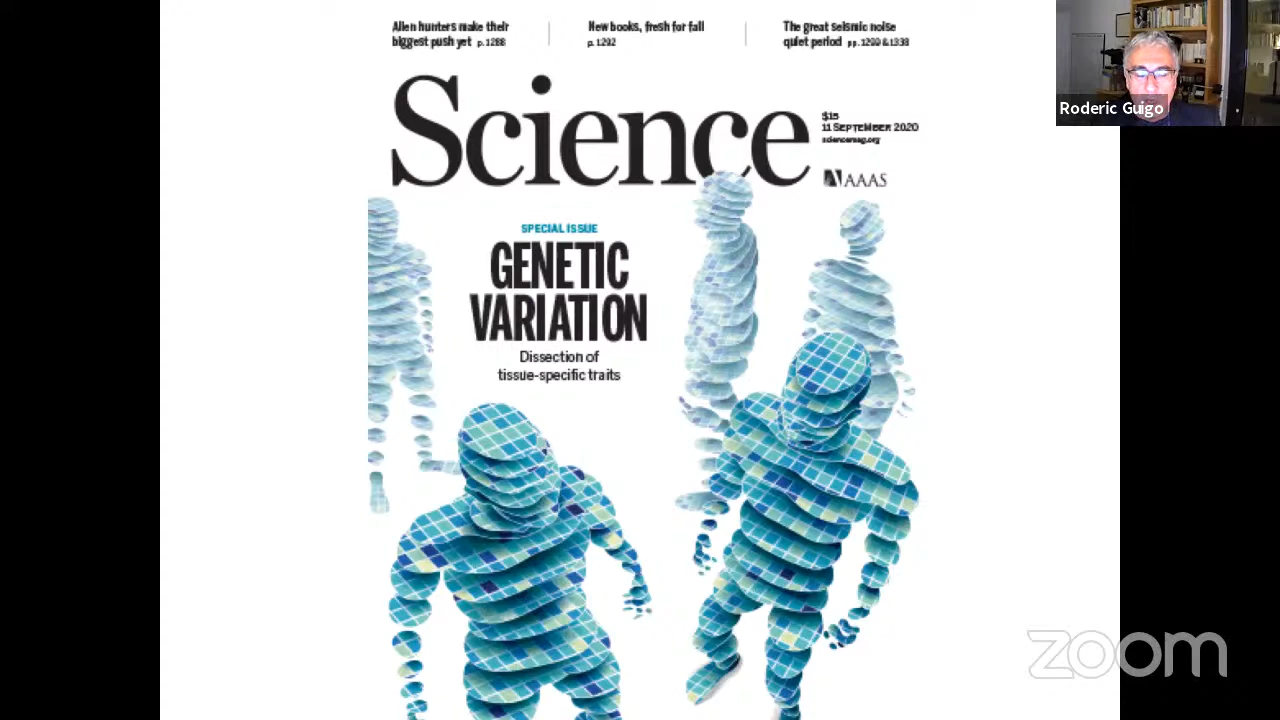 Alien hunters make their
biggest push yet p. 1288
New books, fresh for fall
p. 1292
The great seismic noise
quiet period pp. 1299 & 1338
Science
$15
11 SEPTEMBER 2020
sciencemag.org
AAAS
SPECIAL ISSUE
GENETIC
VARIATION
Dissection of
tissue-specific traits
Roderic Guigo
zoom